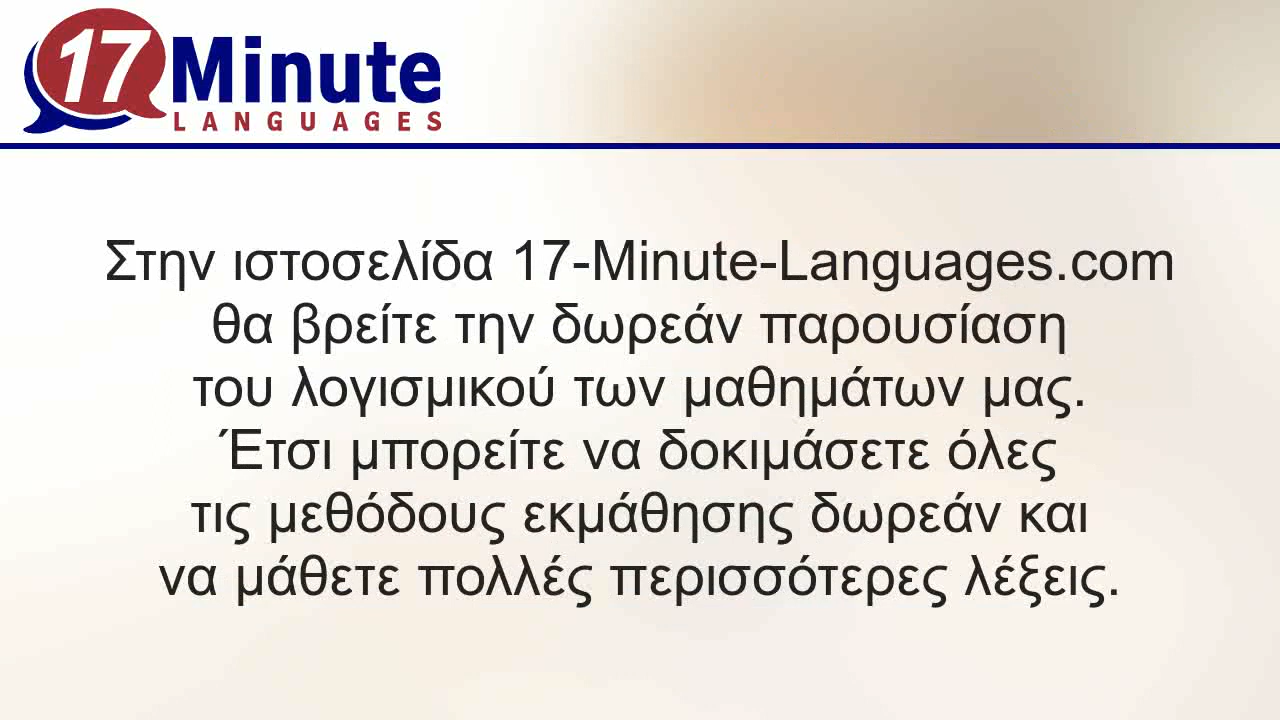 17 Minute
LANGUAGES
Στην ιστοσελίδα 17-Minute-Languages.com
θα βρείτε την δωρεάν παρουσίαση
του λογισμικού των μαθημάτων μας.
Έτσι μπορείτε να δοκιμάσετε όλες
τις μεθόδους εκμάθησης δωρεάν και
να μάθετε πολλές περισσότερες λέξεις.